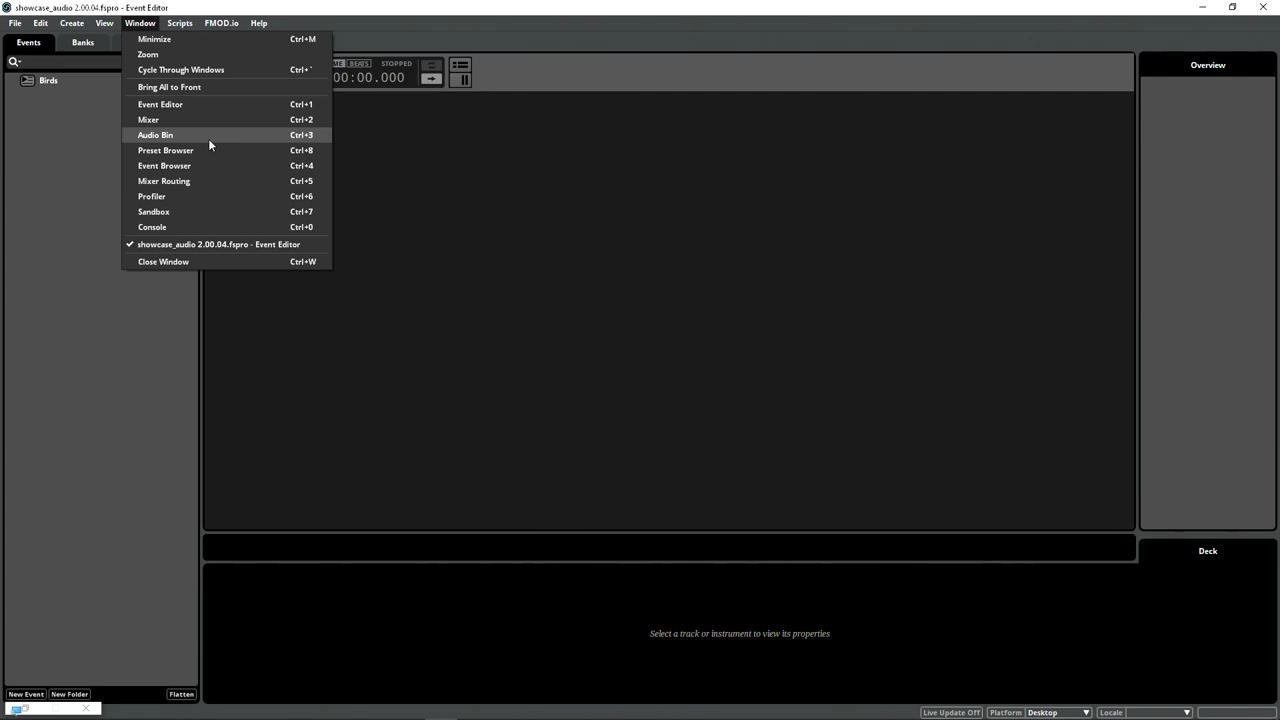 showcase_audio 2.00.04.fspro - Event Editor
File Edit Create View Window Scripts FMOD.io Help
Events Banks
Minimize Ctrl+M
Zoom
Cycle Through Windows Ctrl+`
Bring All to Front
Event Editor Ctrl+1
Mixer Ctrl+2
Audio Bin Ctrl+3
Preset Browser Ctrl+8
Event Browser Ctrl+4
Mixer Routing Ctrl+5
Profiler Ctrl+6
Sandbox Ctrl+7
Console Ctrl+0
showcase_audio 2.00.04.fspro - Event Editor
Close Window Ctrl+W
Birds
BEATS STOPPED
00:00.000
Overview
Deck
Select a track or instrument to view its properties
New Event New Folder Flatten
Live Update Off Platform Desktop Locale